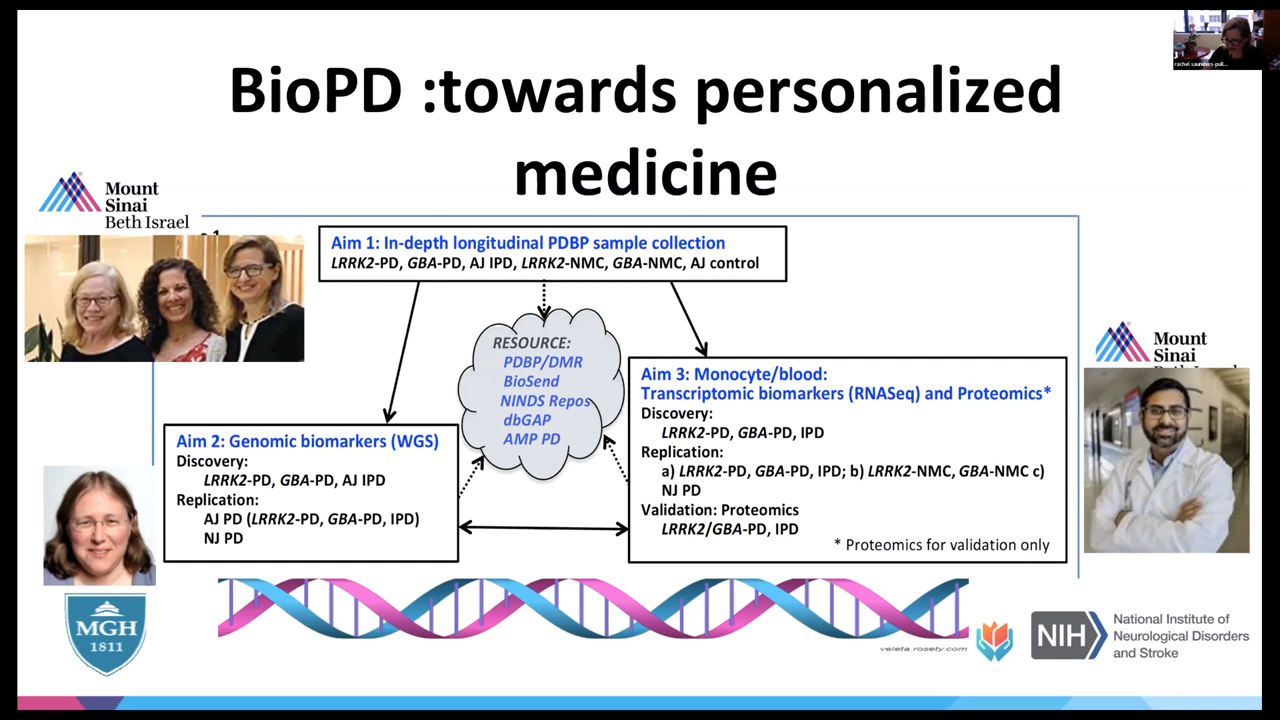 rachel saunders-pull...
BioPD :towards personalized
medicine
Mount
Sinai
Beth Israel
Aim 1: In-depth longitudinal PDBP sample collection
LRRK2-PD, GBA-PD, AJ IPD, LRRK2-NMC, GBA-NMC, AJ control
RESOURCE:
PDBP/DMR
BioSend
NINDS Repos
dbGAP
AMP PD
Mount
Sinai
Aim 2: Genomic biomarkers (WGS)
Discovery:
LRRK2-PD, GBA-PD, AJ IPD
Replication:
AJ PD (LRRK2-PD, GBA-PD, IPD)
NJ PD
Aim 3: Monocyte/blood:
Transcriptomic biomarkers (RNASeq) and Proteomics*
Discovery:
LRRK2-PD, GBA-PD, IPD
Replication:
a) LRRK2-PD, GBA-PD, IPD; b) LRRK2-NMC, GBA-NMC c)
NJ PD
Validation: Proteomics
LRRK2/GBA-PD, IPD
* Proteomics for validation only
MGH
1811
veleta.rosety.com
NIH
National Institute of
Neurological Disorders
and Stroke